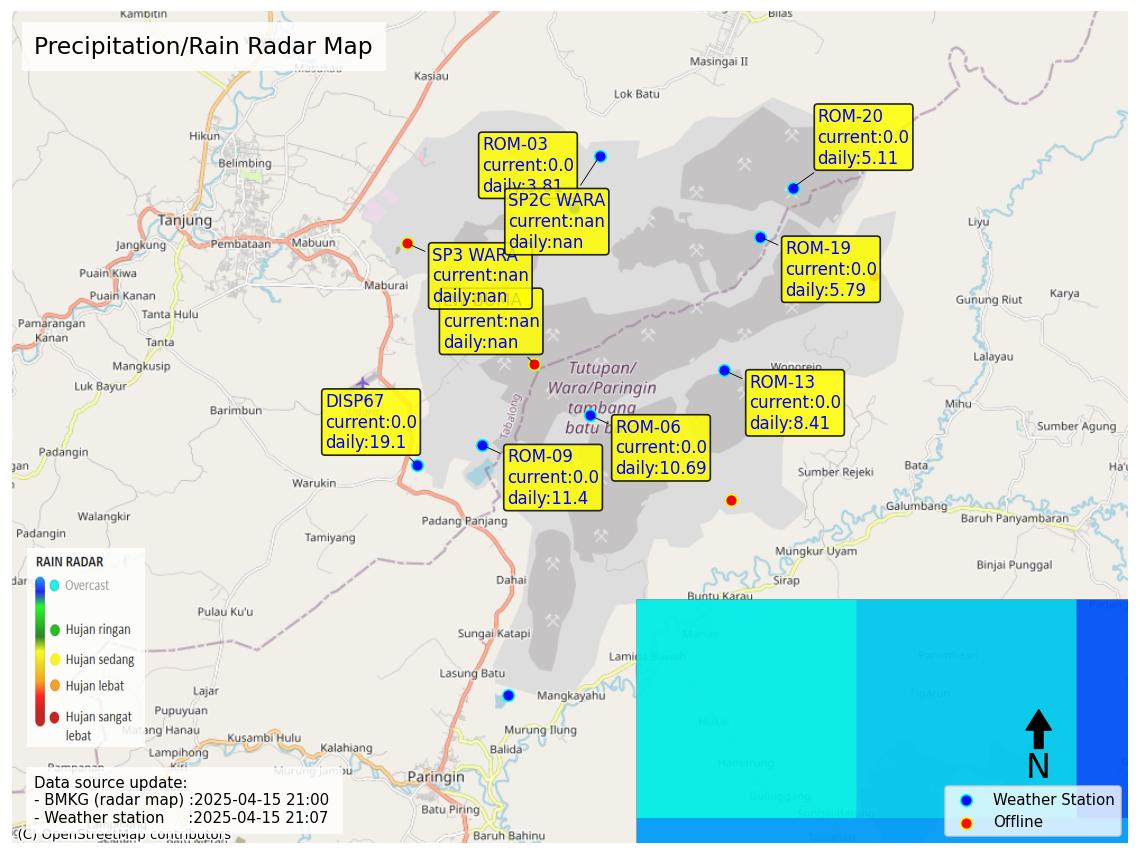 Precipitation/Rain Radar Map
Kambitin
Bilas
Masukau
Kasiau
Masingai II
Lok Batu
Hikun
Belimbing
ROM-03
current:0.0
daily:3.81
ROM-20
current:0.0
daily:5.11
SP2C WARA
current:nan
daily:nan
Tanjung
Jangkung
Pembataan
Mabuun
Liyu
SP3 WARA
current:nan
daily:nan
ROM-19
current:0.0
daily:5.79
Puain Kiwa
Maburai
Puain Kanan
Tanta Hulu
current:nan
daily:nan
Gunung Riut
Karya
Pamarangan
Kanan
Tanta
Mangkusip
Luk Bayur
Tutupan/
Wara/Paringin
tambang
batu b
Wonorejo
Lalayau
ROM-13
current:0.0
daily:8.41
DISP67
current:0.0
daily:19.1
Barimbun
Tabalong
Mihu
Sumber Agung
ROM-06
current:0.0
daily:10.69
ROM-09
current:0.0
daily:11.4
gan
Warukin
Sumber Rejeki
Bata
Ha'u
Galumbang
Baruh Panyambaran
Walangkir
Padangin
Padang Panjang
Tamiyang
Mungkur Uyam
Binjai Punggal
Sirap
Dahai
Buntu Karau
RAIN RADAR
Overcast
Hujan ringan
Hujan sedang
Hujan lebat
Hujan sangat
lebat
Pulau Ku'u
Sungai Katapi
Manas
Lasung Batu
Lajar
Mangkayahu
Pupuyuan
Matang Hanau
Kusambi Hulu
Murung Ilung
Lampihong
Kalahiang
Balida
Murung Jambu
Paringin
Batu Piring
Baruh Bahinu
N
Data source update:
- BMKG (radar map) :2025-04-15 21:00
- Weather station :2025-04-15 21:07
(C) OpenStreetMap contributors
Weather Station
Offline